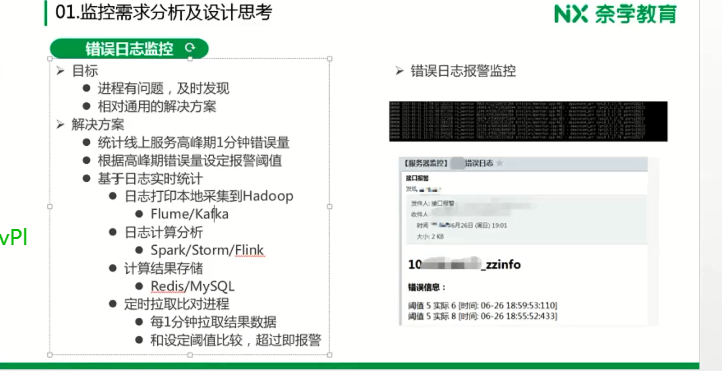 01.监控需求分析及设计思考
NX 奈学教育
错误日志监控
目标
进程有问题，及时发现
相对通用的解决方案
解决方案
统计线上服务高峰期1分钟错误量
根据高峰期错误量设定报警阈值
基于日志实时统计
日志打印本地采集到Hadoop
Flume/Kafka
日志计算分析
Spark/Storm/Flink
计算结果存储
Redis/MySQL
定时拉取比对进程
每1分钟拉取结果数据
和设定阈值比较，超过即报警
vPl
错误日志报警监控
【服务器监控】 错误日志
接口报警
发件人: 接口报警
收件人
时间 6月26日 (周日) 19:01
大小: 2 KB
10 _zzinfo
错误信息：
阈值 5 实际 6 [时间: 06-26 18:59:53:110]
阈值 5 实际 8 [时间: 06-26 18:55:52:433]